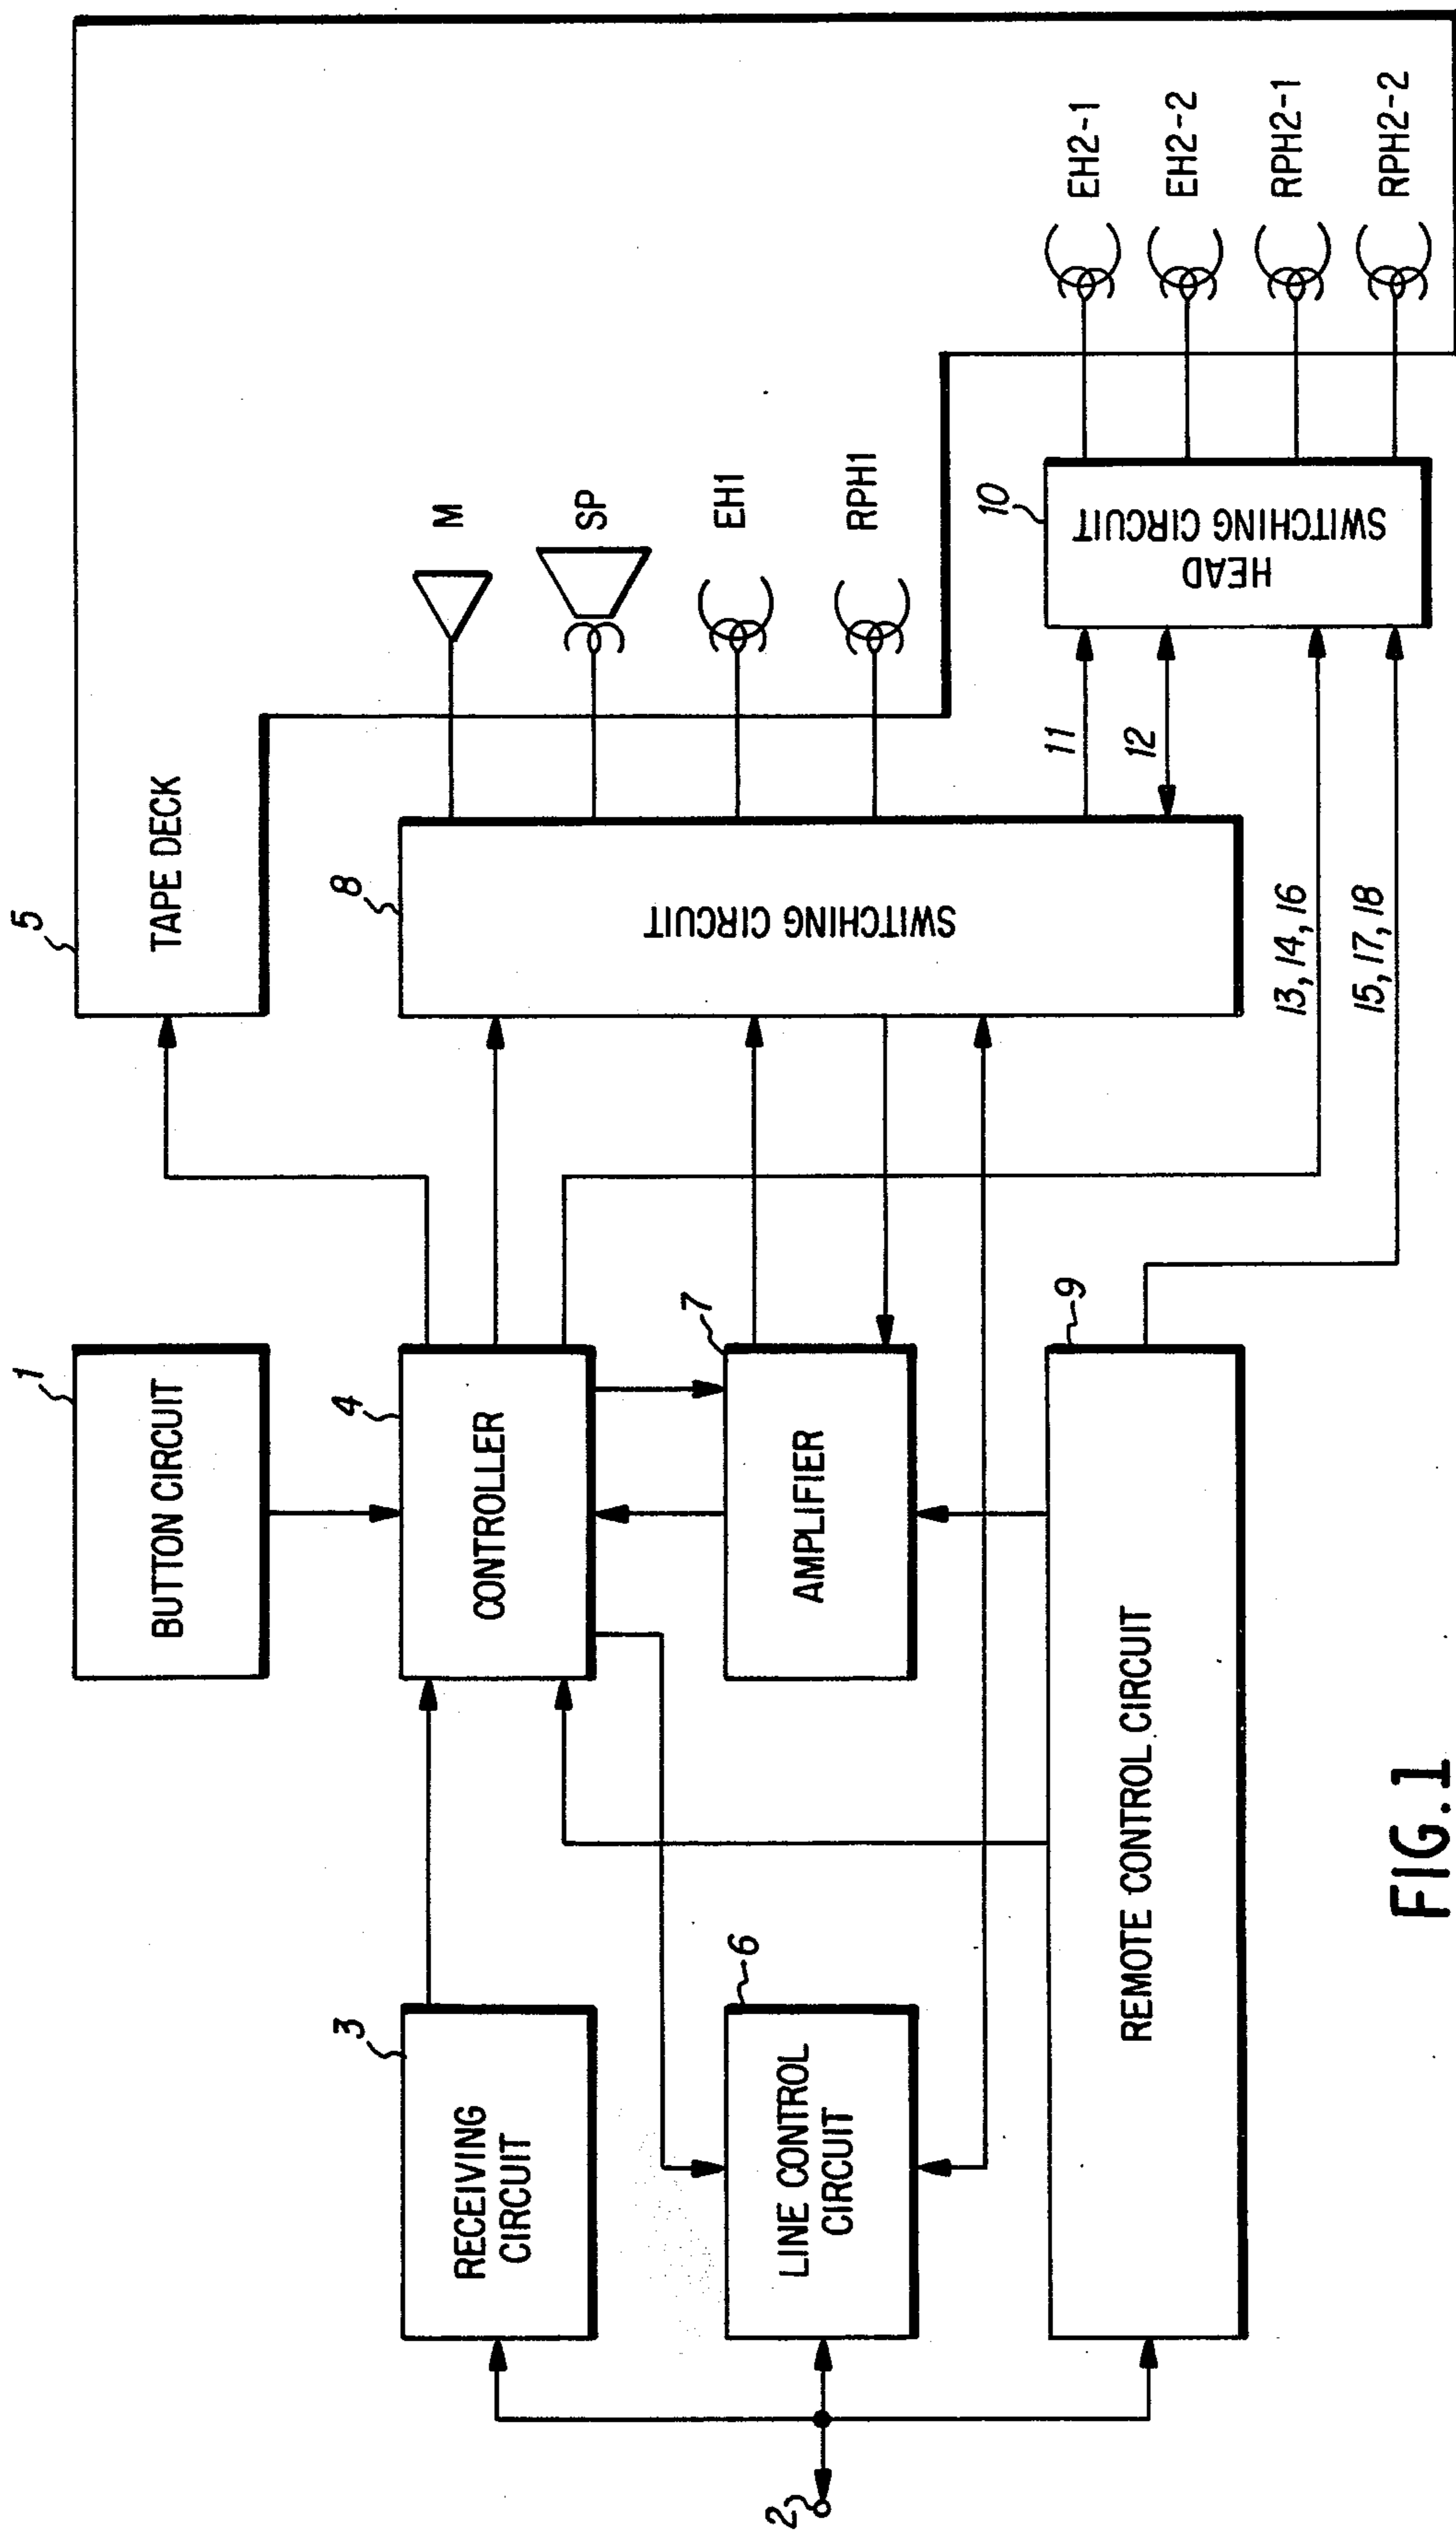 5
TAPE DECK
1
BUTTON CIRCUIT
M
SP
EH1
RPH1
8
SWITCHING CIRCUIT
4
CONTROLLER
3
RECEIVING
CIRCUIT
7
AMPLIFIER
6
LINE CONTROL
CIRCUIT
2
11
12
10
HEAD
SWITCHING CIRCUIT
EH2-1
EH2-2
RPH2-1
RPH2-2
13, 14, 16
15, 17, 18
9
REMOTE CONTROL CIRCUIT
FIG.1